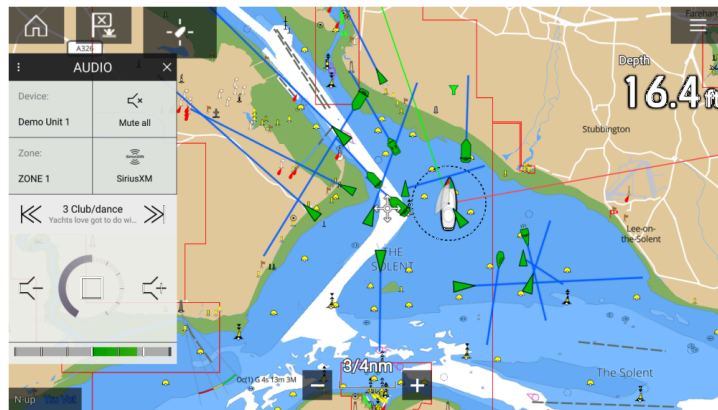 Fareham
A326
AUDIO
Device:
Demo Unit 1
Mute all
Zone:
ZONE 1
SiriusXM
3 Club/dance
Yachts love got to do wi...
Depth
16.4
Stubbington
Lee-on-
the-Solent
THE
SOLENT
The Solent
3/4nm
Oc(1) G 4s 13m 3M
N up